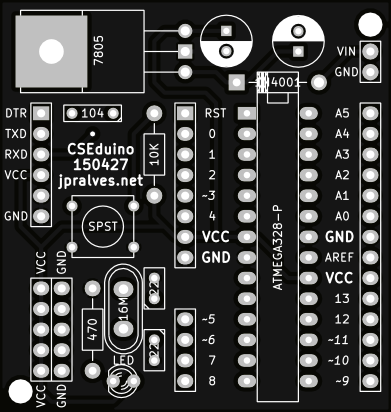 7805
VIN
GND
1N4001
DTR
TXD
RXD
VCC
GND
104
CSEduino
150427
jpralves.net
10K
SPST
RST
0
1
2
~3
4
VCC
GND
~5
~6
7
8
ATMEGA328-P
A5
A4
A3
A2
A1
A0
GND
AREF
VCC
13
12
~11
~10
~9
VCC
GND
VCC
GND
470
16M
22
22
LED